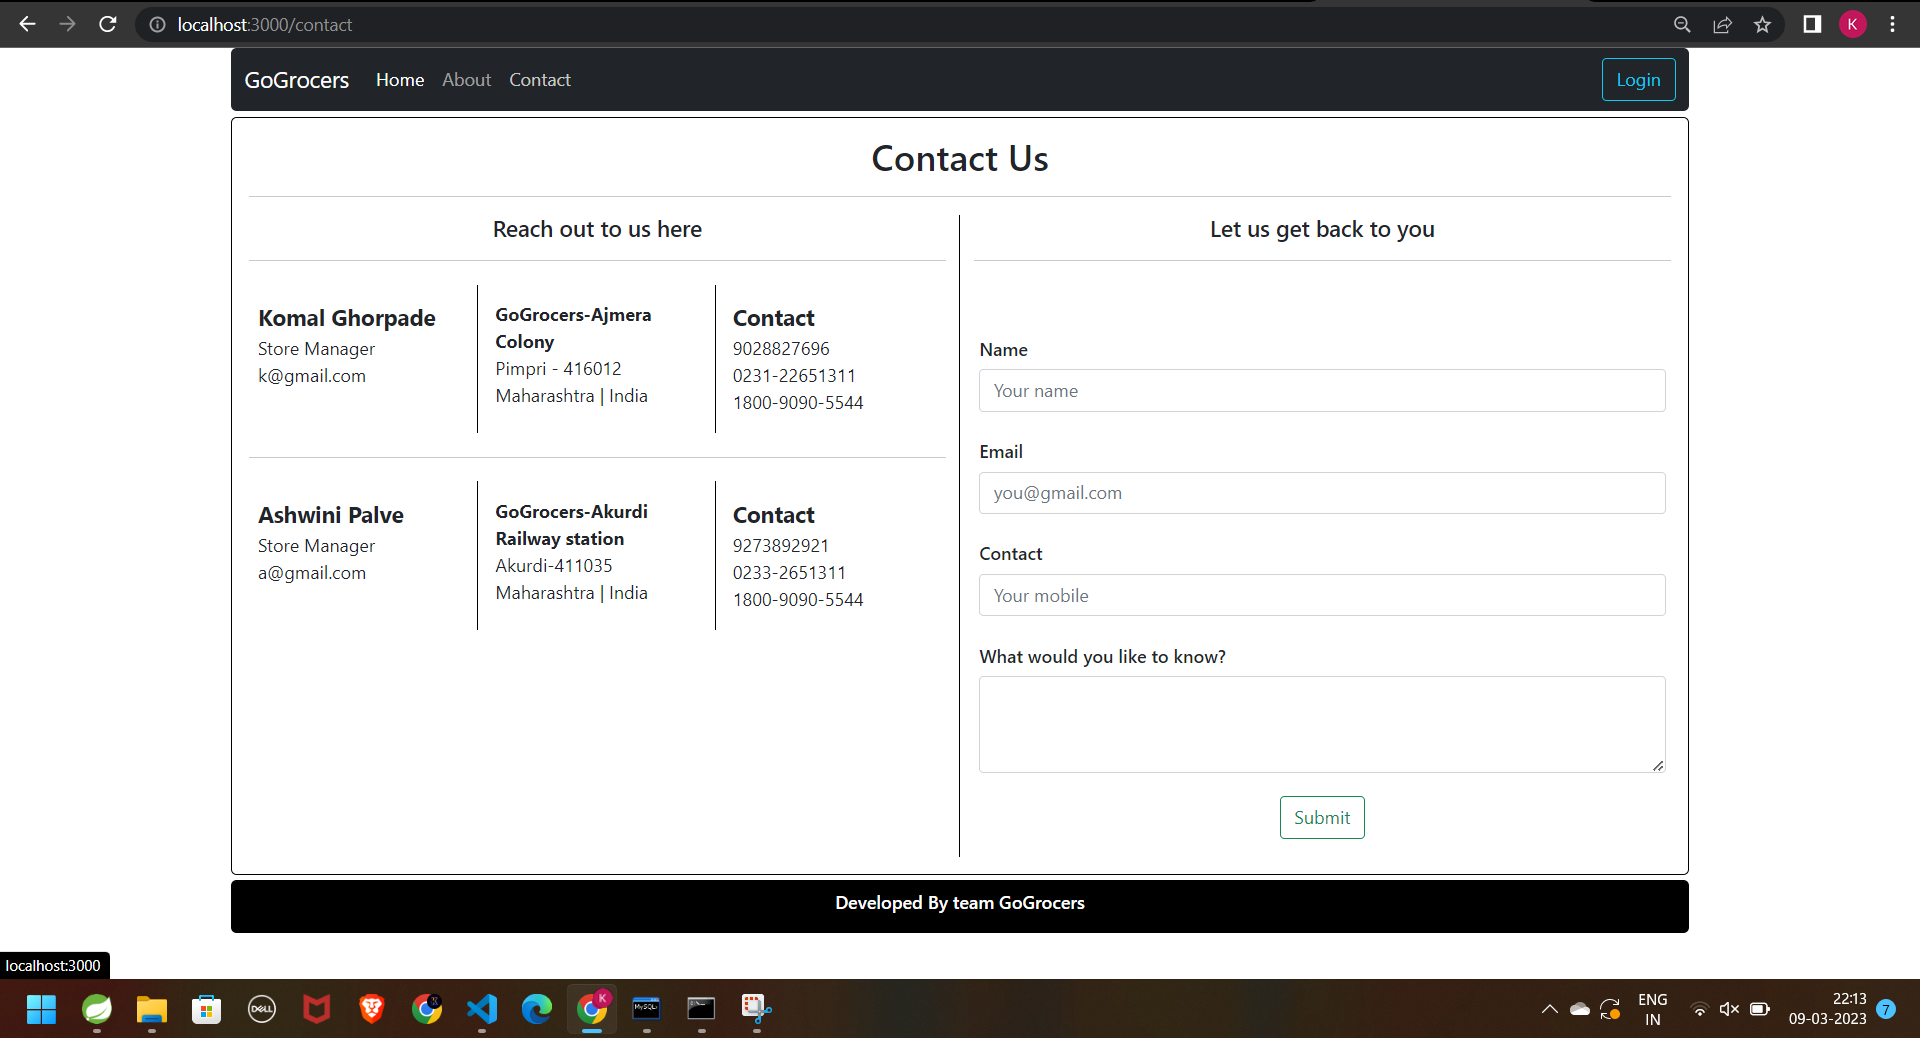 localhost:3000/contact
K
GoGrocers Home About Contact Login
Contact Us
Reach out to us here
Komal Ghorpade
Store Manager
k@gmail.com
GoGrocers-Ajmera
Colony
Pimpri - 416012
Maharashtra | India
Contact
9028827696
0231-22651311
1800-9090-5544
Ashwini Palve
Store Manager
a@gmail.com
GoGrocers-Akurdi
Railway station
Akurdi-411035
Maharashtra | India
Contact
9273892921
0233-2651311
1800-9090-5544
Let us get back to you
Name
Your name
Email
you@gmail.com
Contact
Your mobile
What would you like to know?
Submit
Developed By team GoGrocers
localhost:3000
DELL
K
MySQL
ENG
IN
22:13
09-03-2023
7